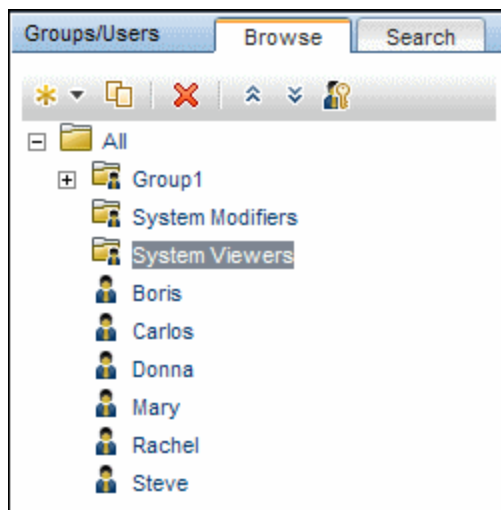 Groups/Users Browse Search
All
Group1
System Modifiers
System Viewers
Boris
Carlos
Donna
Mary
Rachel
Steve